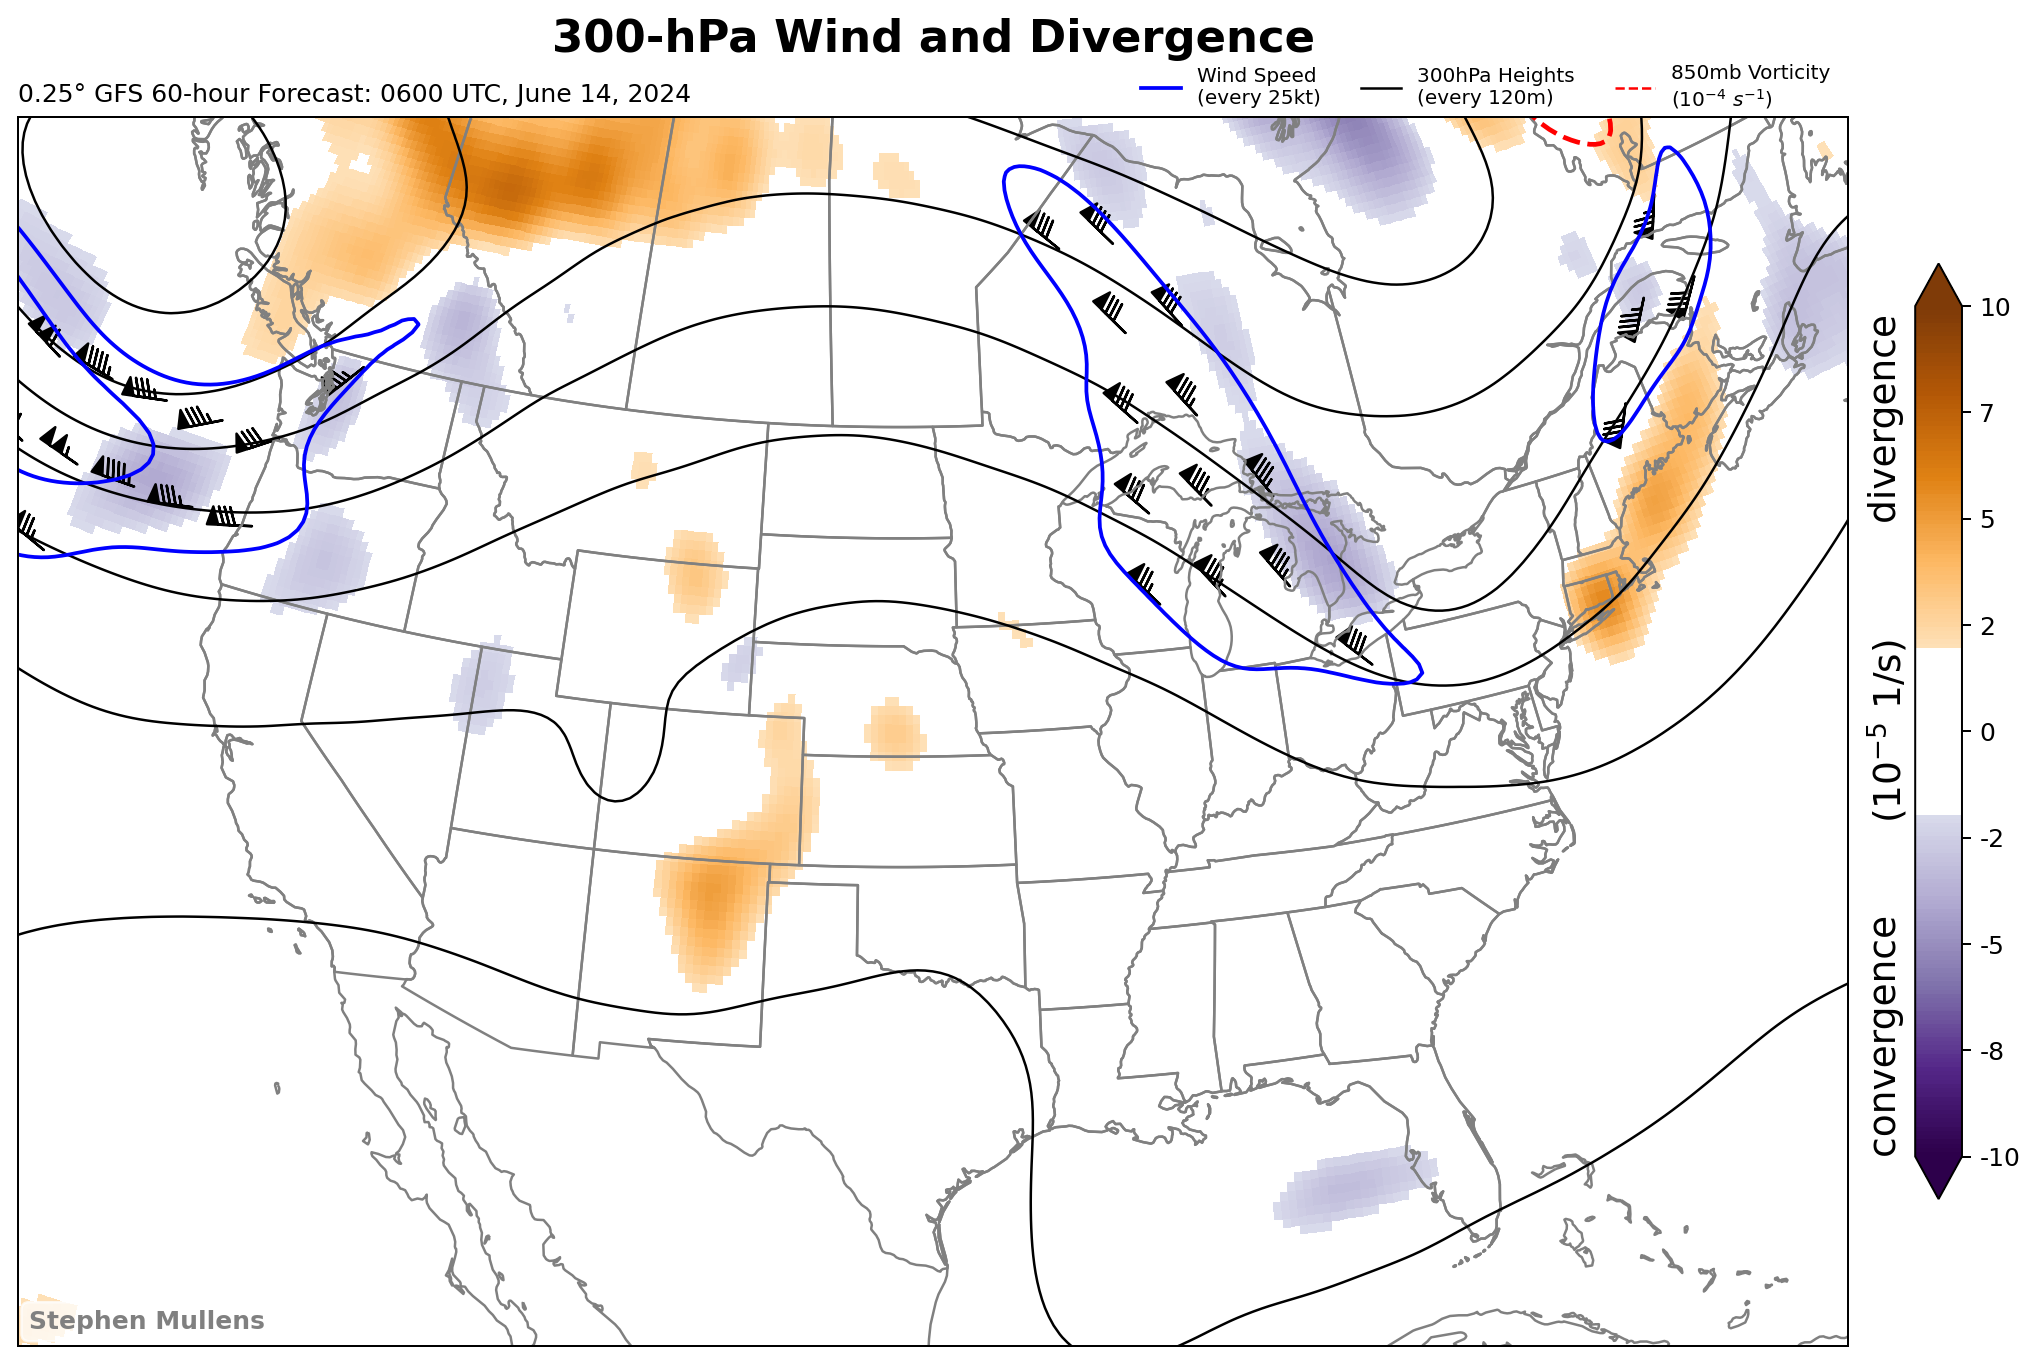 300-hPa Wind and Divergence
0.25° GFS 60-hour Forecast: 0600 UTC, June 14, 2024
Wind Speed
(every 25kt)
300hPa Heights
(every 120m)
850mb Vorticity
(10⁻⁴ s⁻¹)
10
7
5
2
0
-2
-5
-8
-10
convergence (10⁻⁵ 1/s) divergence
Stephen Mullens